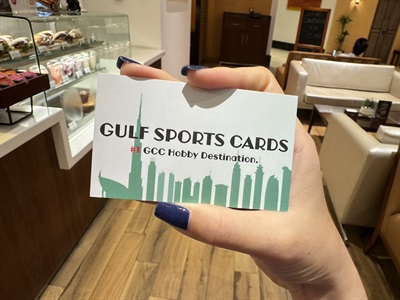 GULF SPORTS CARDS
#1 GCC Hobby Destination.